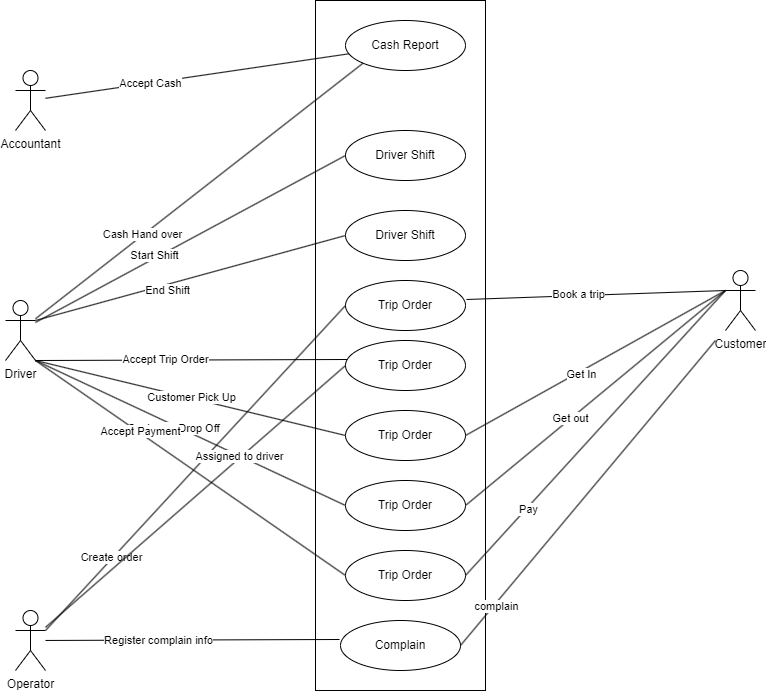 Cash Report
Accept Cash
Accountant
Driver Shift
Cash Hand over
Driver Shift
Start Shift
End Shift
Book a trip
Trip Order
Customer
Accept Trip Order
Trip Order
Driver
Get In
Customer Pick Up
Get out
Drop Off
Accept Payment
Trip Order
Assigned to driver
Trip Order
Pay
Create order
Trip Order
complain
Register complain info
Complain
Operator